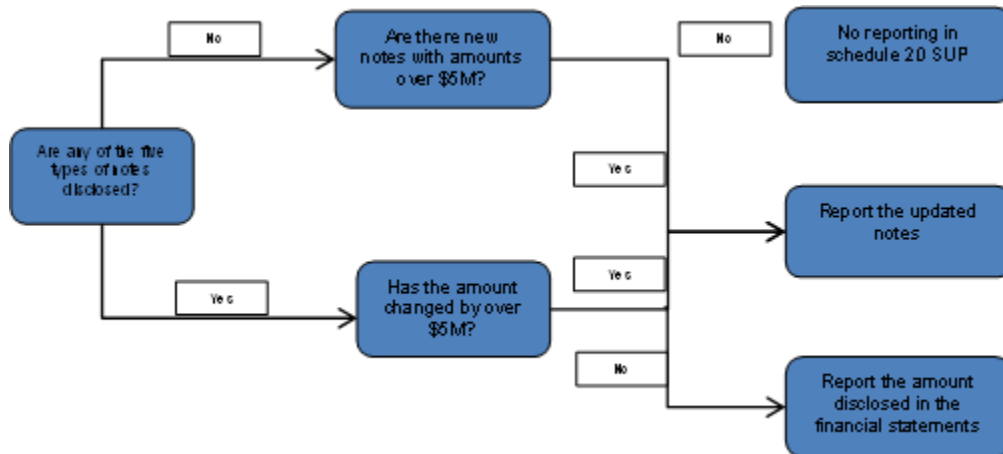 No
Are there new
notes with amounts
over $5M?
No
No reporting in
schedule 2D SUP
Are any of the five
types of notes
disclosed?
Yes
Report the updated
notes
Yes
Has the amount
changed by over
$5M?
Yes
No
Report the amount
disclosed in the
financial statements